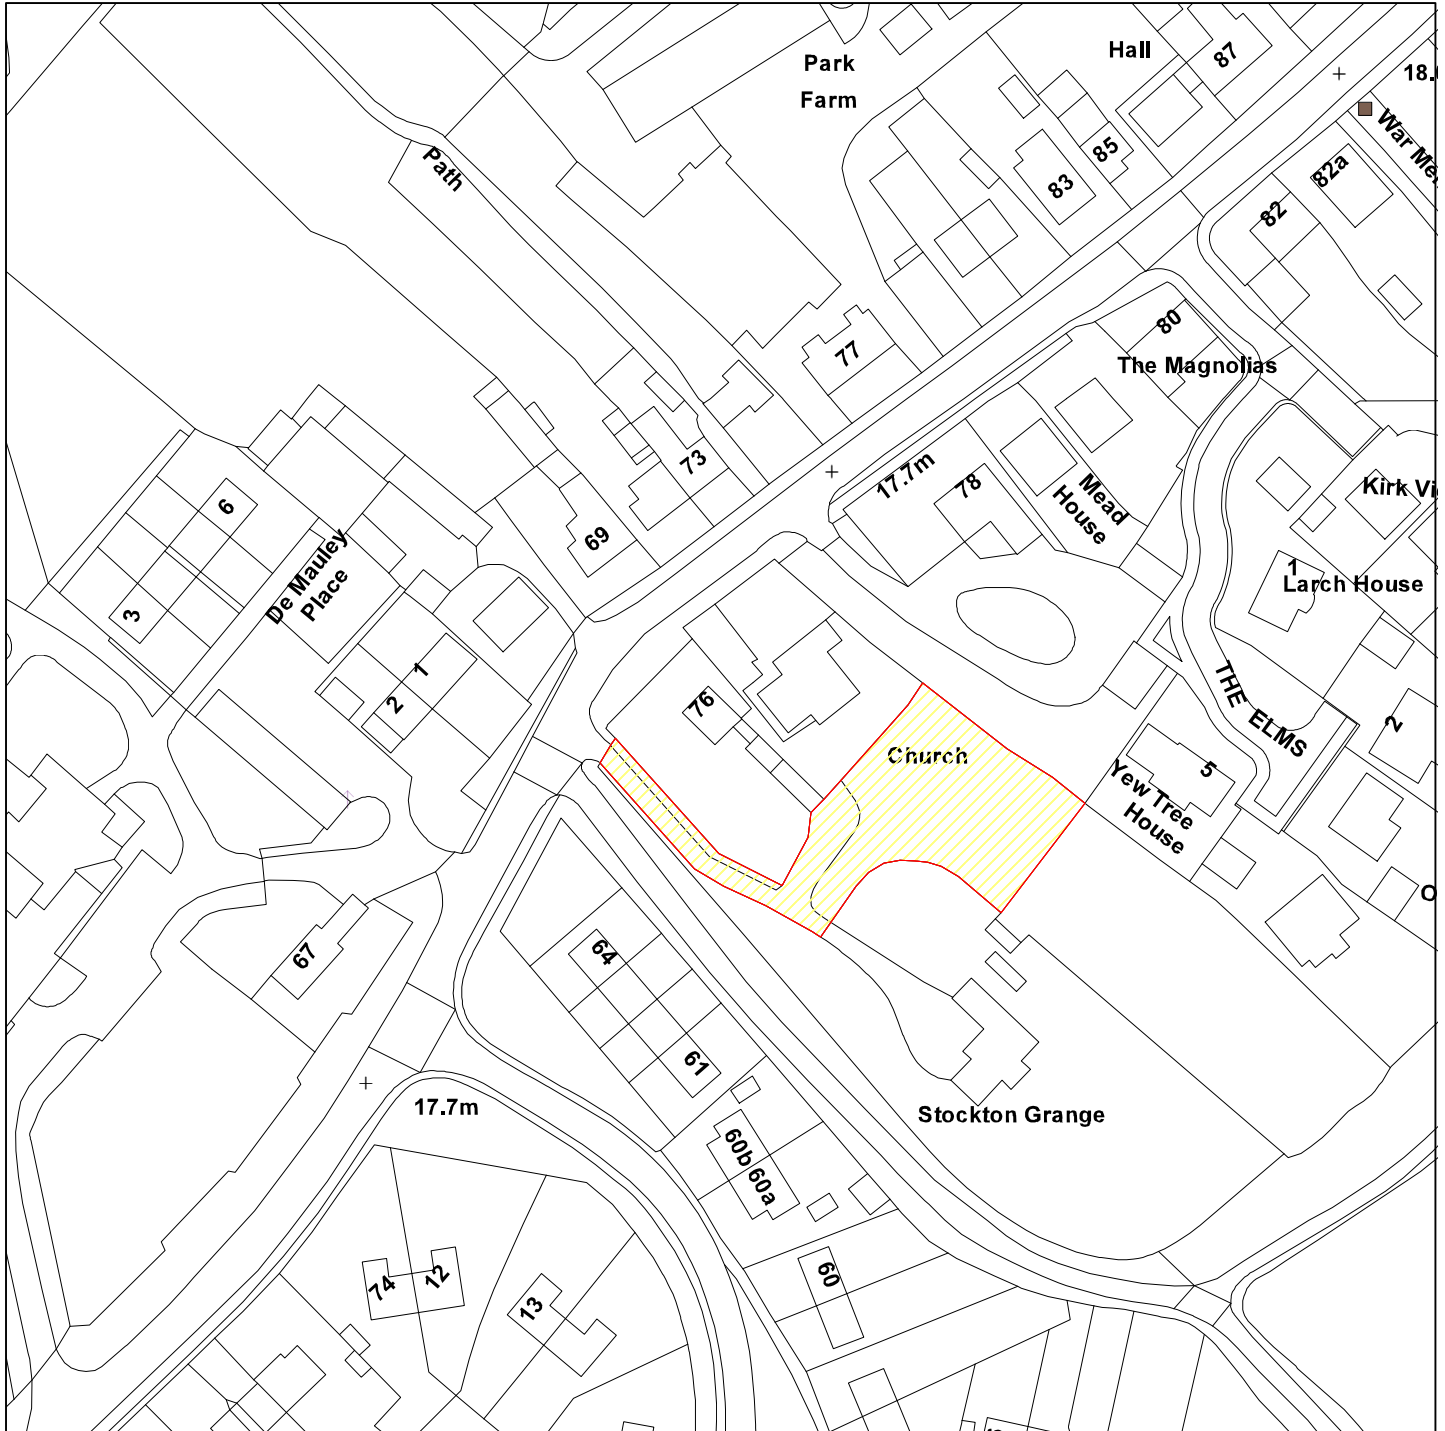 Park
Farm
Hall
87
18.
War Me
Path
85
83
82a
82
80
The Magnolias
77
73
17.7m
78
Mead
House
Kirk Vi
69
6
De Mauley
Place
3
1
Larch House
1
2
76
THE ELMS
2
Church
5
Yew Tree
House
O
67
64
61
17.7m
Stockton Grange
60b
60a
74
12
13
60